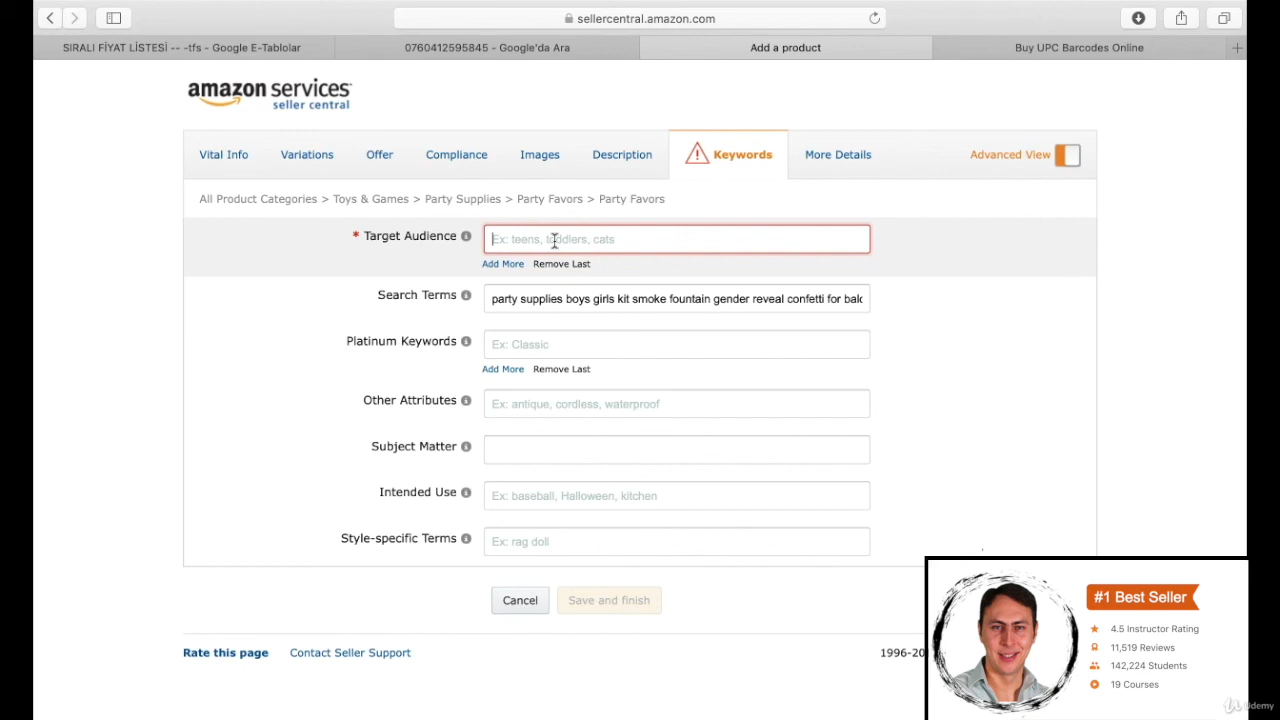 sellercentral.amazon.com
SIRALI FİYAT LİSTESİ -- -tfs - Google E-Tablolar
0760412595845 - Google'da Ara
Add a product
Buy UPC Barcodes Online
amazon services
seller central
Vital Info
Variations
Offer
Compliance
Images
Description
Keywords
More Details
Advanced View
All Product Categories > Toys & Games > Party Supplies > Party Favors > Party Favors
* Target Audience
Ex: teens, toddlers, cats
Add More Remove Last
Search Terms
party supplies boys girls kit smoke fountain gender reveal confetti for
Platinum Keywords
Ex: Classic
Add More Remove Last
Other Attributes
Ex: antique, cordless, waterproof
Subject Matter
Intended Use
Ex: baseball, Halloween, kitchen
Style-specific Terms
Ex: rag doll
Cancel
Save and finish
Rate this page
Contact Seller Support
1996-20
#1 Best Seller
4.5 Instructor Rating
11,519 Reviews
142,224 Students
19 Courses
Udemy